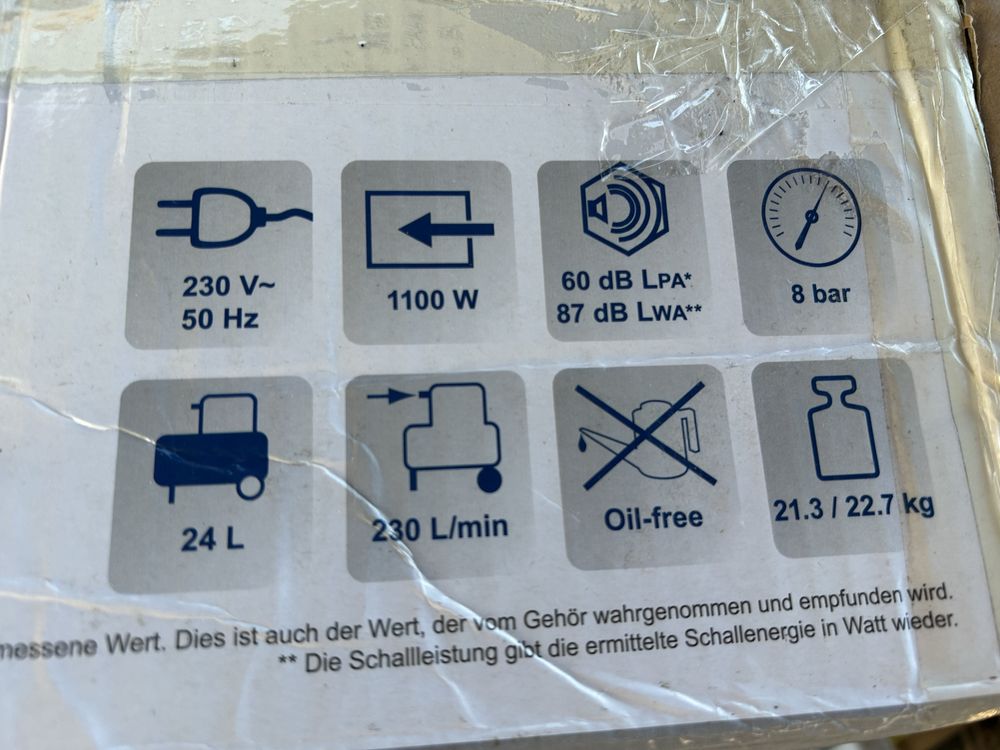 230 V~
50 Hz
1100 W
60 dB LPA*
87 dB LWA**
8 bar
24 L
230 L/min
Oil-free
21.3 / 22.7 kg
messene Wert. Dies ist auch der Wert, der vom Gehör wahrgenommen und empfunden wird.
** Die Schallleistung gibt die ermittelte Schallenergie in Watt wieder.